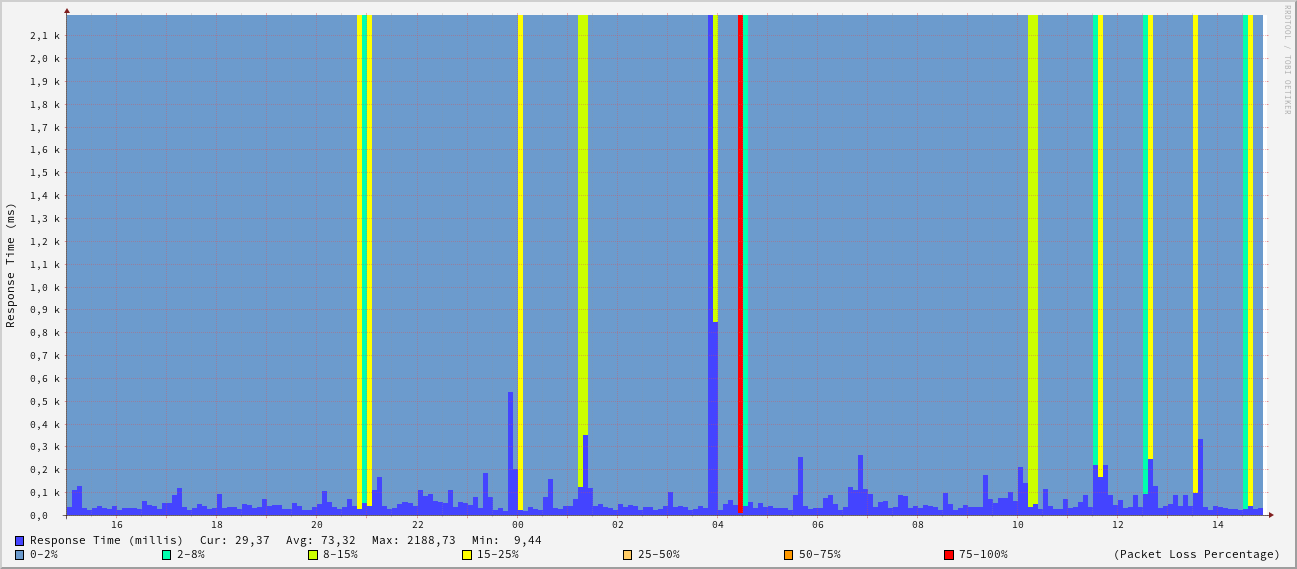 RRDTOOL / TOBI OETIKER
Response Time (ms)
2,1 k
2,0 k
1,9 k
1,8 k
1,7 k
1,6 k
1,5 k
1,4 k
1,3 k
1,2 k
1,1 k
1,0 k
0,9 k
0,8 k
0,7 k
0,6 k
0,5 k
0,4 k
0,3 k
0,2 k
0,1 k
0,0
16 18 20 22 00 02 04 06 08 10 12 14
Response Time (millis) Cur: 29,37 Avg: 73,32 Max: 2188,73 Min: 9,44
0-2% 2-8% 8-15% 15-25% 25-50% 50-75% 75-100% (Packet Loss Percentage)